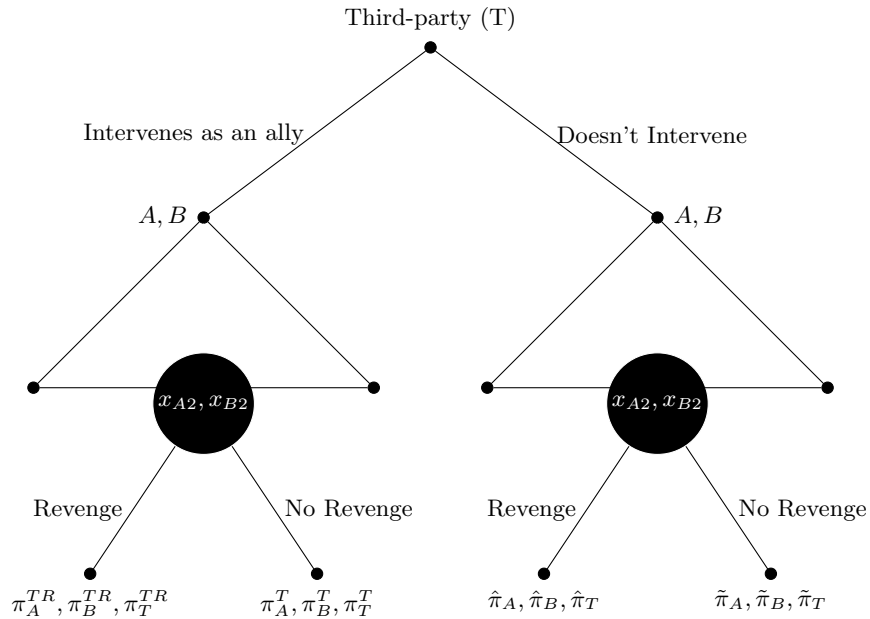 Third-party (T)
Intervenes as an ally
Doesn't Intervene
A, B
A, B
x_{A2}, x_{B2}
x_{A2}, x_{B2}
Revenge
No Revenge
Revenge
No Revenge
π_A^{TR}, π_B^{TR}, π_T^{TR}
π_A^T, π_B^T, π_T^T
π̂_A, π̂_B, π̂_T
π̃_A, π̃_B, π̃_T